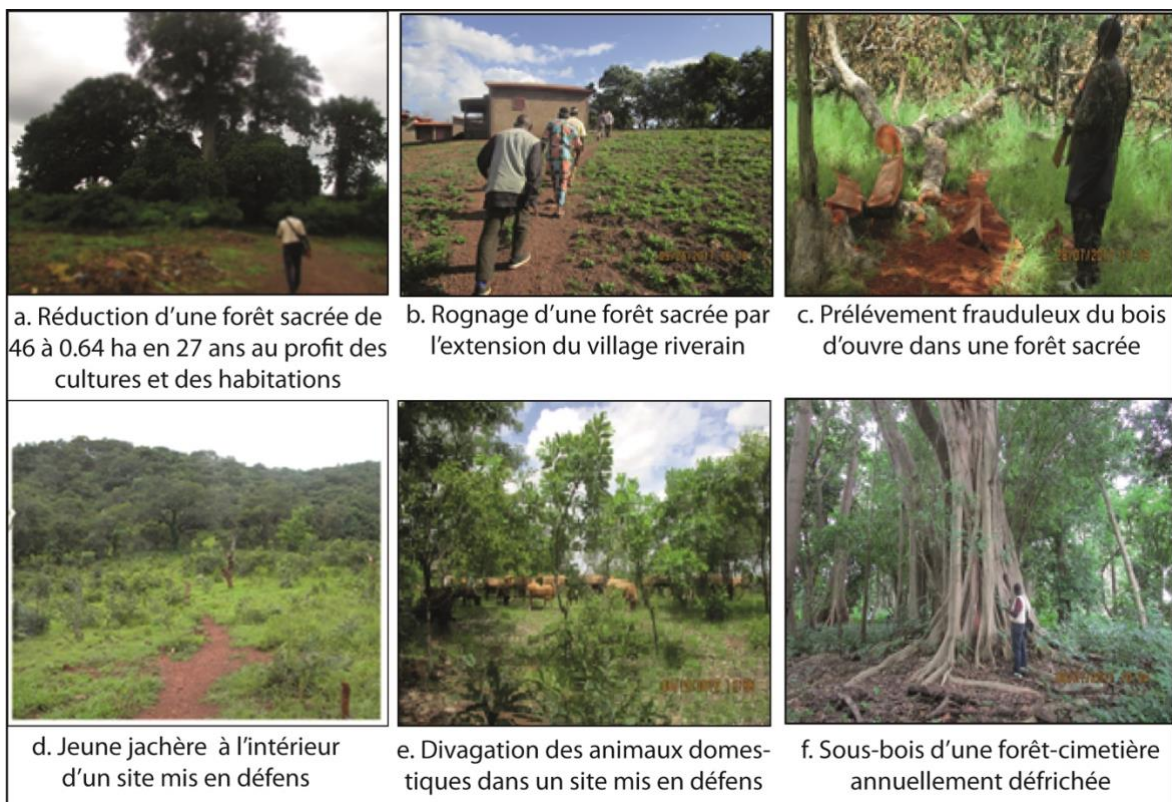 a. Réduction d'une forêt sacrée de
46 à 0.64 ha en 27 ans au profit des
cultures et des habitations
b. Rognage d'une forêt sacrée par
l'extension du village riverain
c. Prélévement frauduleux du bois
d'ouvre dans une forêt sacrée
d. Jeune jachère à l'intérieur
d'un site mis en défens
e. Divagation des animaux domes-
tiques dans un site mis en défens
f. Sous-bois d'une forêt-cimetière
annuellement défrichée